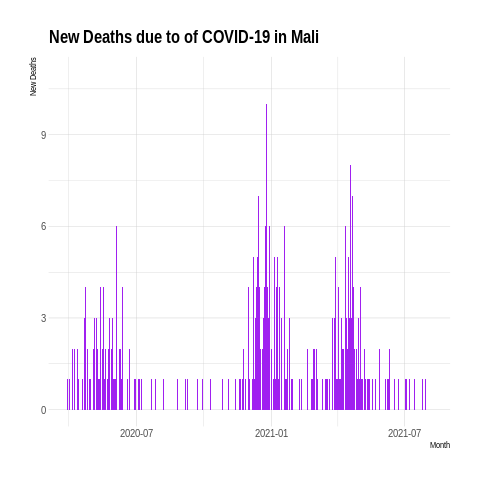 New Deaths due to of COVID-19 in Mali
New Deaths
9
6
3
0
2020-07
2021-01
2021-07
Month